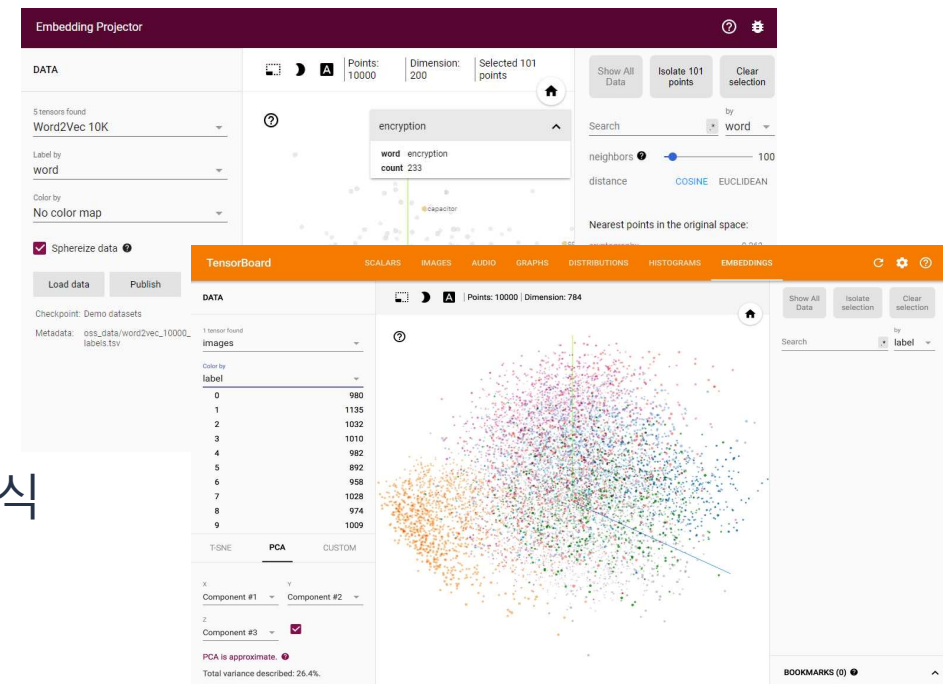 Embedding Projector
DATA
Points: 10000
Dimension: 200
Selected 101 points
Show All Data
Isolate 101 points
Clear selection
5 tensors found
Word2Vec 10K
Label by
word
Color by
No color map
Sphereize data
Load data
Publish
Checkpoint: Demo datasets
Metadata: oss_data/word2vec_10000_
labels.tsv
encryption
word encryption
count 233
capacitor
Search
.*
by
word
neighbors
100
distance
COSINE EUCLIDEAN
Nearest points in the original space:
식
TensorBoard
SCALARS IMAGES AUDIO GRAPHS DISTRIBUTIONS HISTOGRAMS EMBEDDINGS
DATA
A
Points: 10000 | Dimension: 784
Show All Data
Isolate selection
Clear selection
1 tensor found
images
Color by
label
0 980
1 1135
2 1032
3 1010
4 982
5 892
6 958
7 1028
8 974
9 1009
T-SNE PCA CUSTOM
X
Component #1
Y
Component #2
Z
Component #3
PCA is approximate.
Total variance described: 26.4%.
Search
.*
by
label
BOOKMARKS (0)